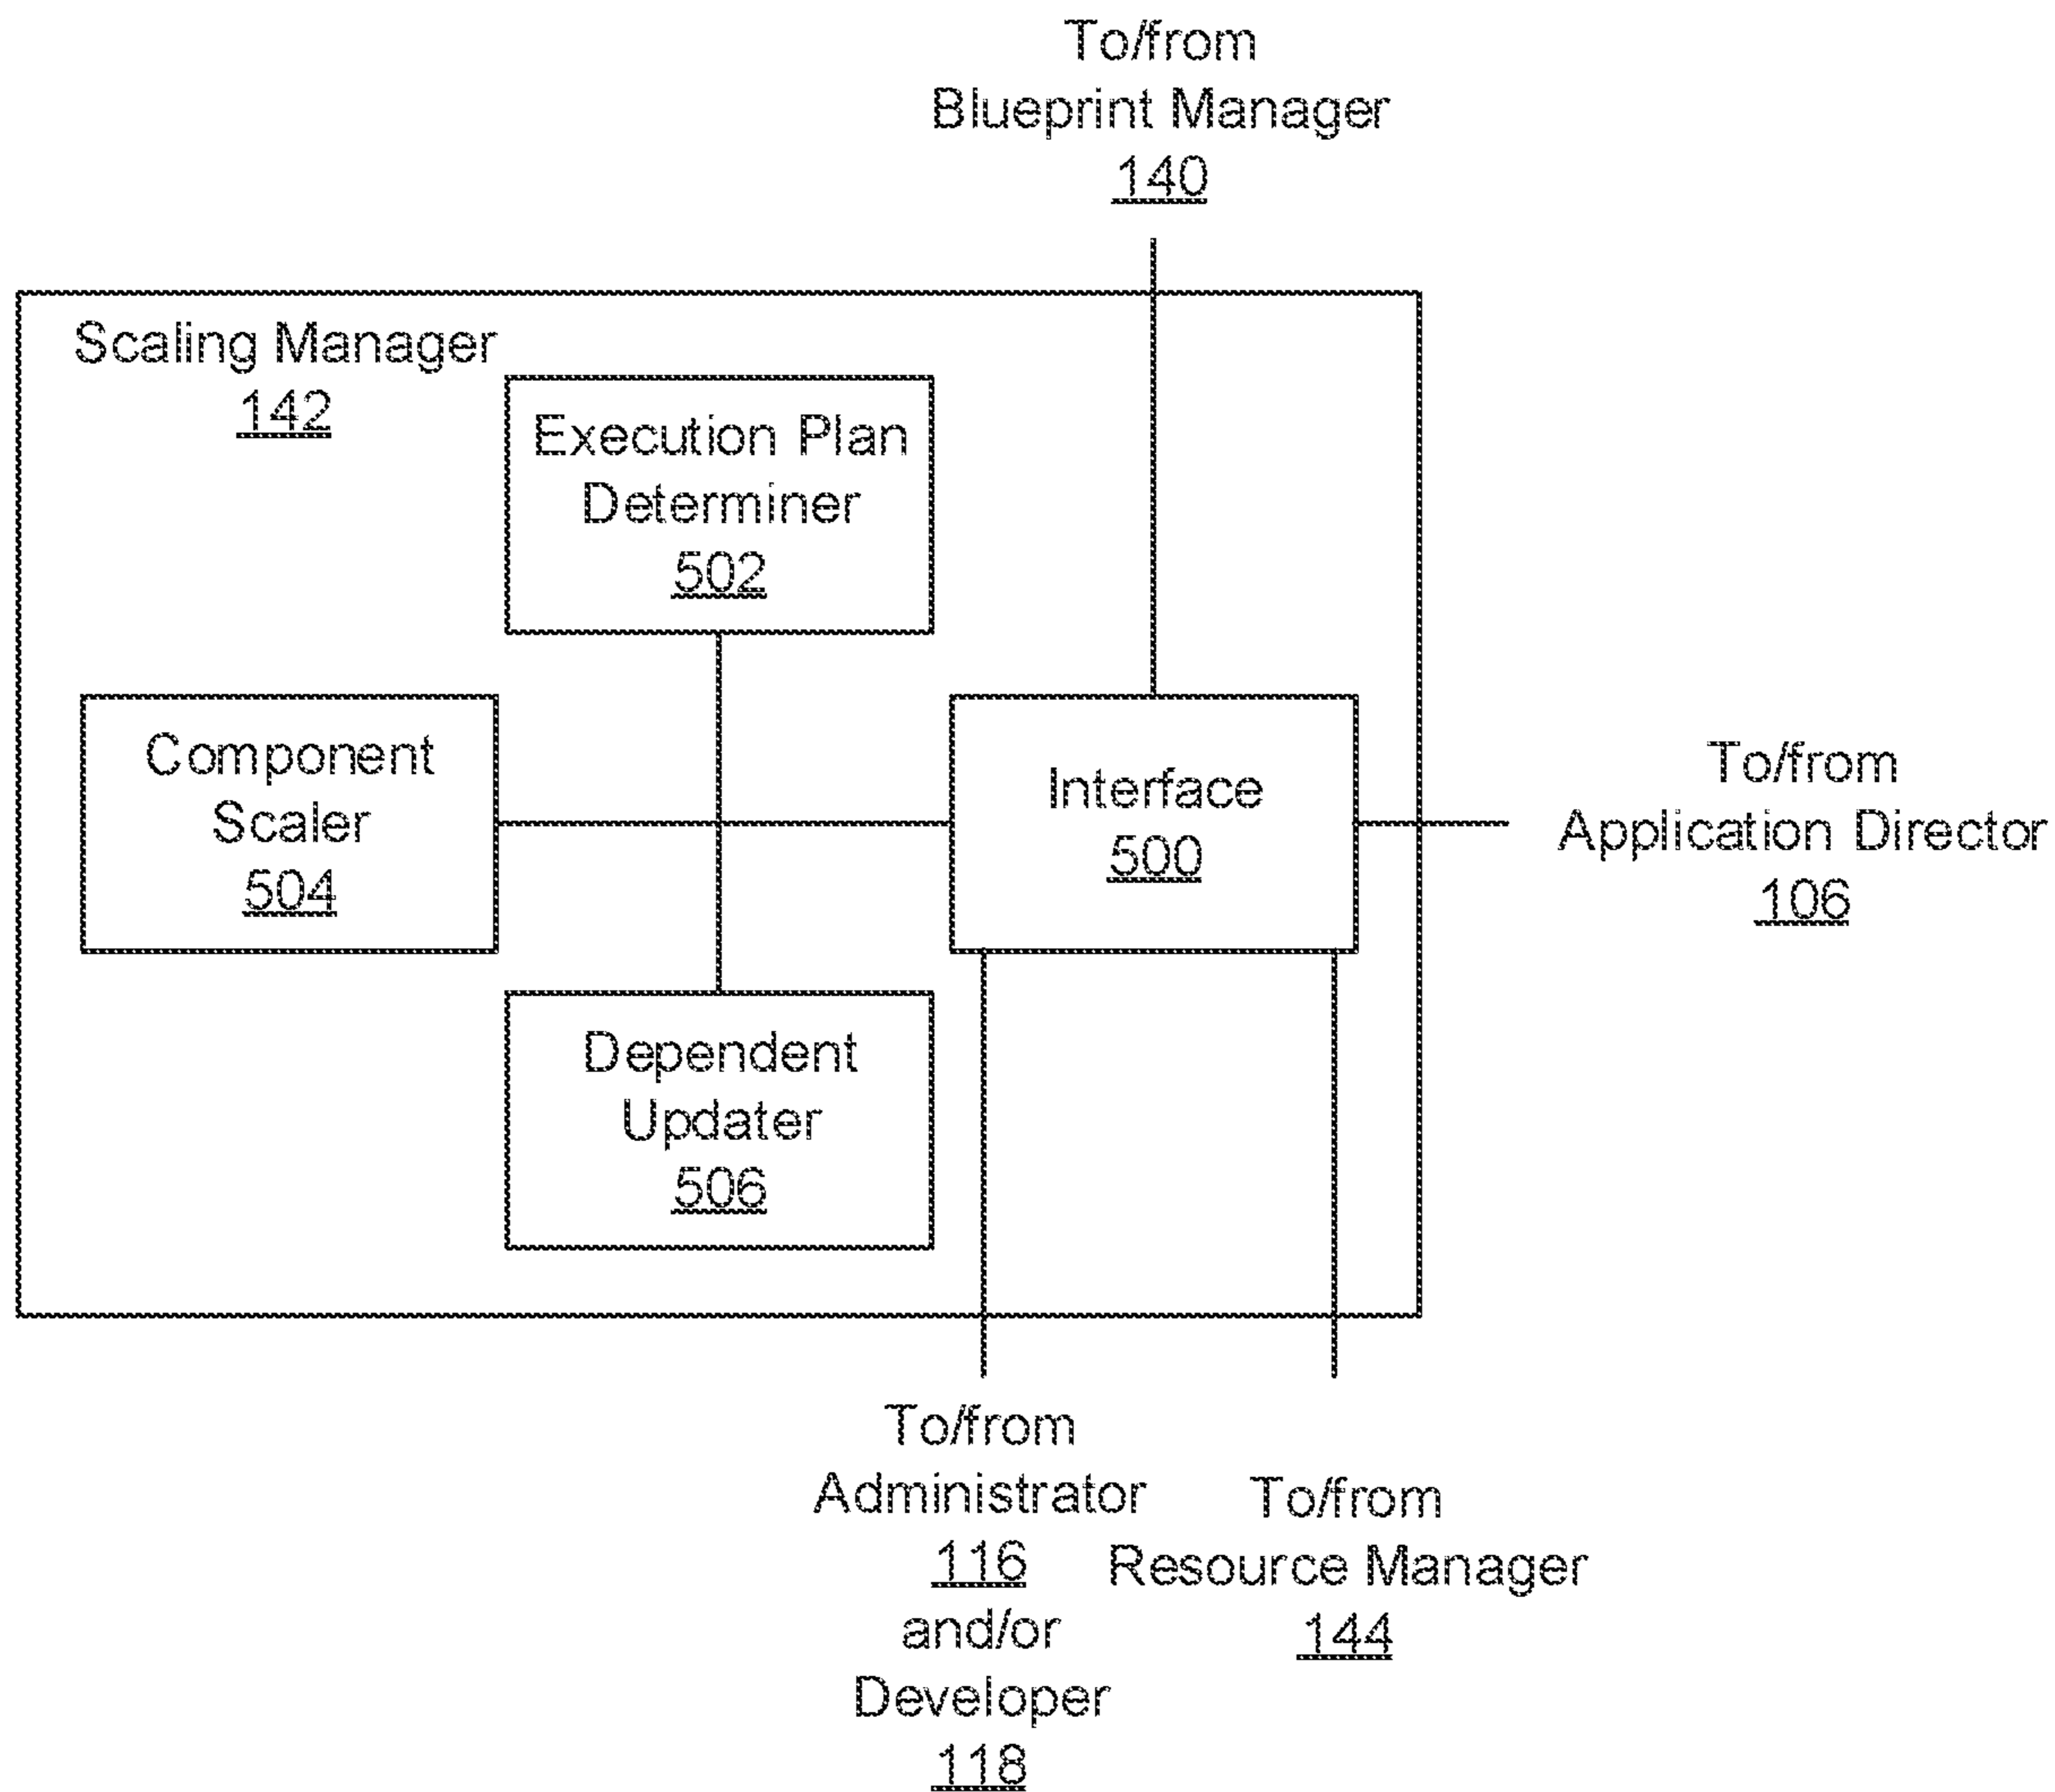 To/from
Blueprint Manager
140
Scaling Manager
142
Execution Plan
Determiner
502
Component
Scaler
504
Interface
500
To/from
Application Director
106
Dependent
Updater
506
To/from
Administrator
116
and/or
Developer
118
To/from
Resource Manager
144